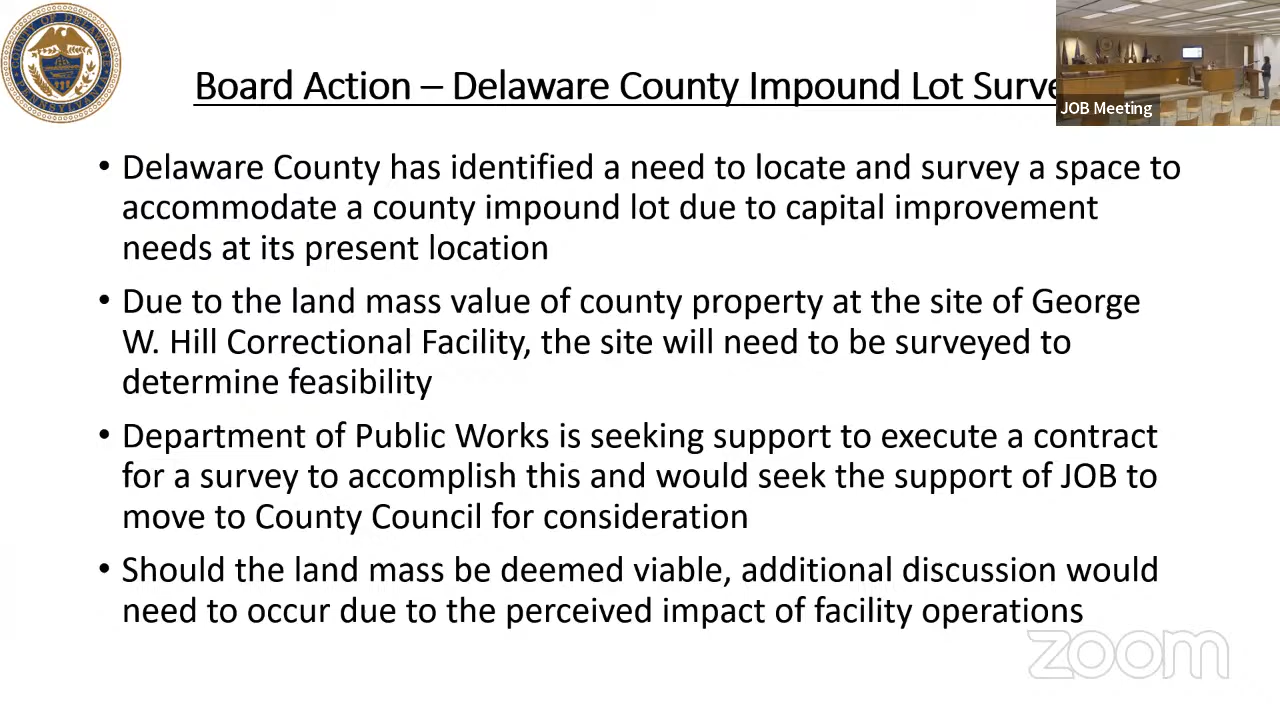 COUNTY OF DELAWARE
PENNSYLVANIA
Board Action – Delaware County Impound Lot Surve
JOB Meeting
• Delaware County has identified a need to locate and survey a space to
accommodate a county impound lot due to capital improvement
needs at its present location
• Due to the land mass value of county property at the site of George
W. Hill Correctional Facility, the site will need to be surveyed to
determine feasibility
• Department of Public Works is seeking support to execute a contract
for a survey to accomplish this and would seek the support of JOB to
move to County Council for consideration
• Should the land mass be deemed viable, additional discussion would
need to occur due to the perceived impact of facility operations
zoom